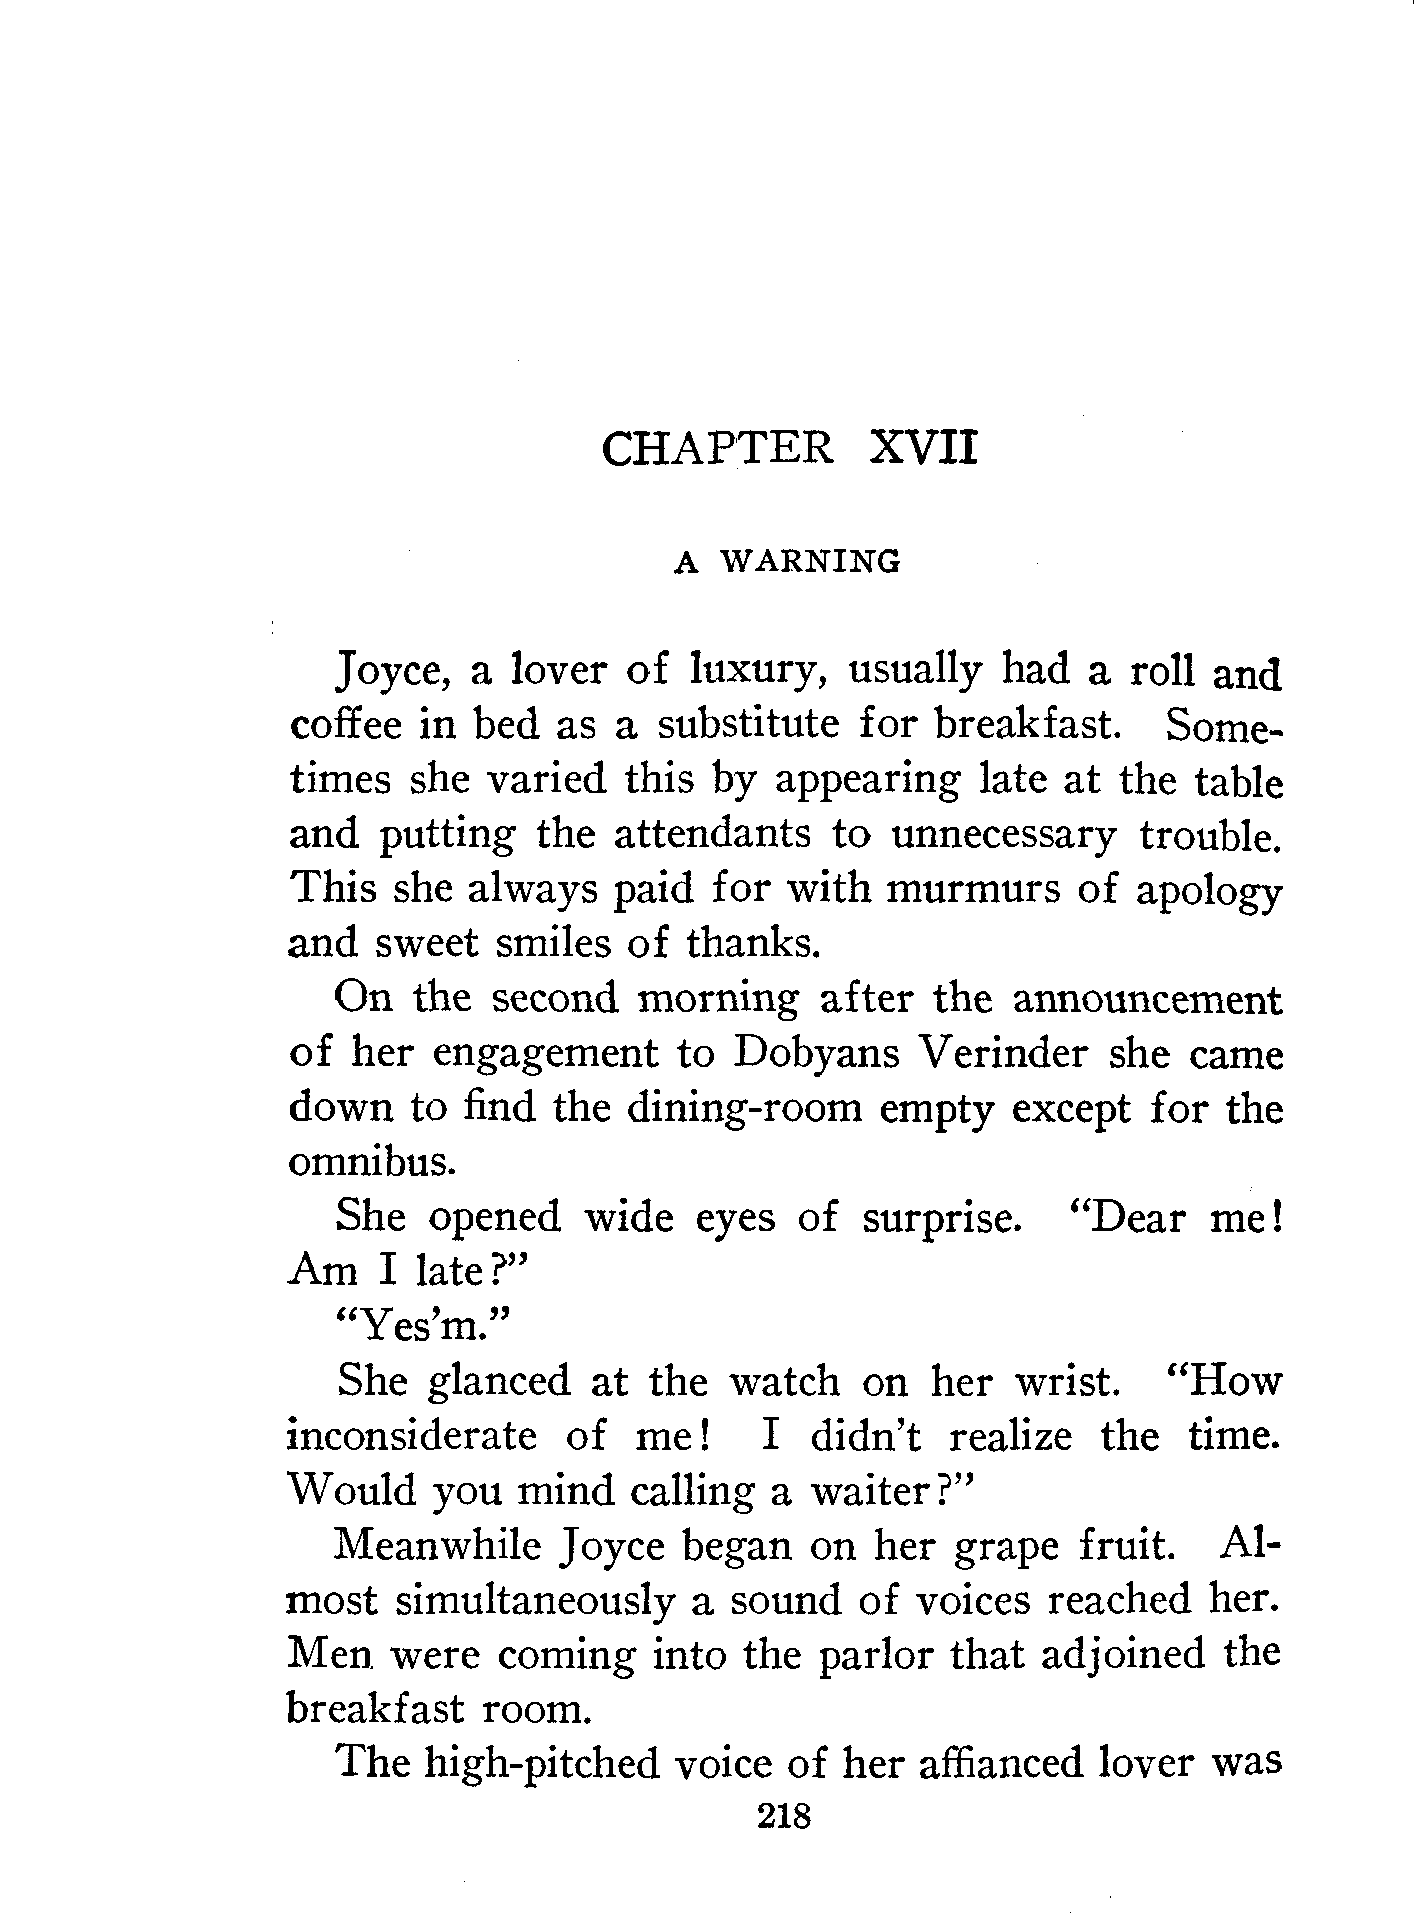 CHAPTER XVII
A WARNING
Joyce, a lover of luxury, usually had a roll and
coffee in bed as a substitute for breakfast. Some-
times she varied this by appearing late at the table
and putting the attendants to unnecessary trouble.
This she always paid for with murmurs of apology
and sweet smiles of thanks.
On the second morning after the announcement
of her engagement to Dobyans Verinder she came
down to find the dining-room empty except for the
omnibus.
She opened wide eyes of surprise. “Dear me!
Am I late?”
“Yes’m.”
She glanced at the watch on her wrist. “How
inconsiderate of me! I didn’t realize the time.
Would you mind calling a waiter?”
Meanwhile Joyce began on her grape fruit. Al-
most simultaneously a sound of voices reached her.
Men were coming into the parlor that adjoined the
breakfast room.
The high-pitched voice of her affianced lover was
218